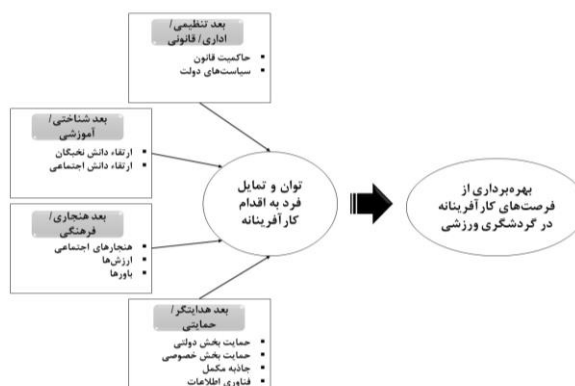 بعد تنظیمی/
اداری/ قانونی
حاکمیت قانون
سیاست‌های دولت
بعد شناختی/
آموزشی
ارتقاء دانش نخبگان
ارتقاء دانش اجتماعی
بعد هنجاری/
فرهنگی
هنجارهای اجتماعی
ارزش‌ها
باورها
بعد هدایتگر/
حمایتی
حمایت بخش دولتی
حمایت بخش خصوصی
جاذبه مکمل
فناوری اطلاعات
توان و تمایل
فرد به اقدام
کارآفرینانه
بهره‌برداری از
فرصت‌های کارآفرینانه
در گردشگری ورزشی